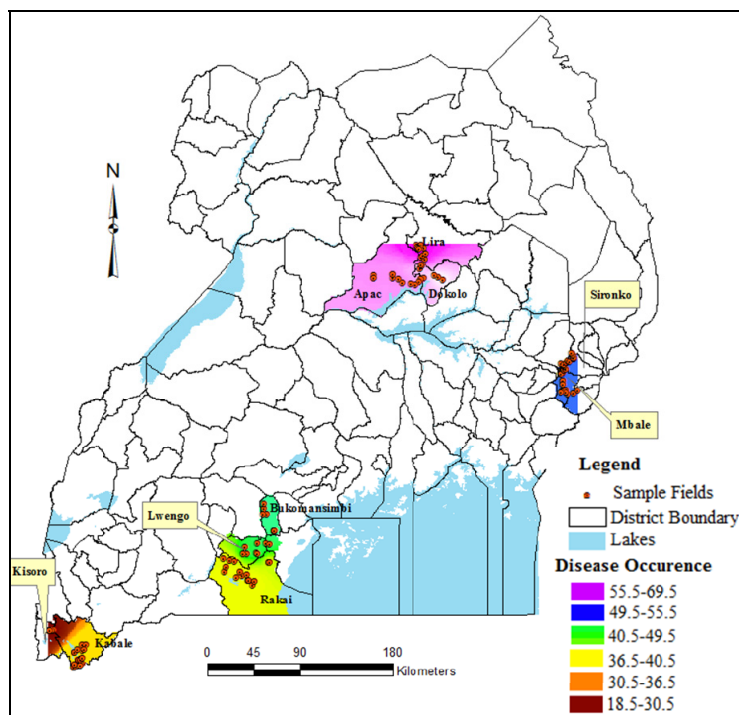 N
Lira
Apac
Dokolo
Sironko
Mbale
Legend
Sample Fields
District Boundary
Lakes
Bukomansimbi
Lwengo
Disease Occurence
55.5-69.5
49.5-55.5
40.5-49.5
36.5-40.5
30.5-36.5
18.5-30.5
Kisoro
Rakai
Kabale
0 45 90 180
Kilometers